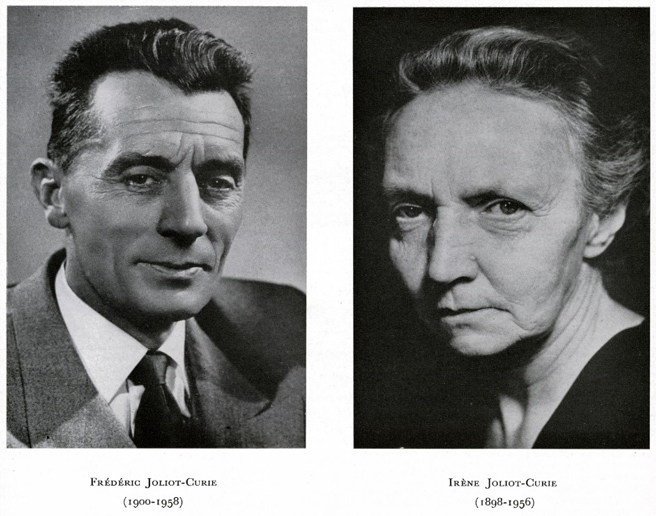 Frédéric Joliot-Curie
(1900-1958)
Irène Joliot-Curie
(1898-1956)